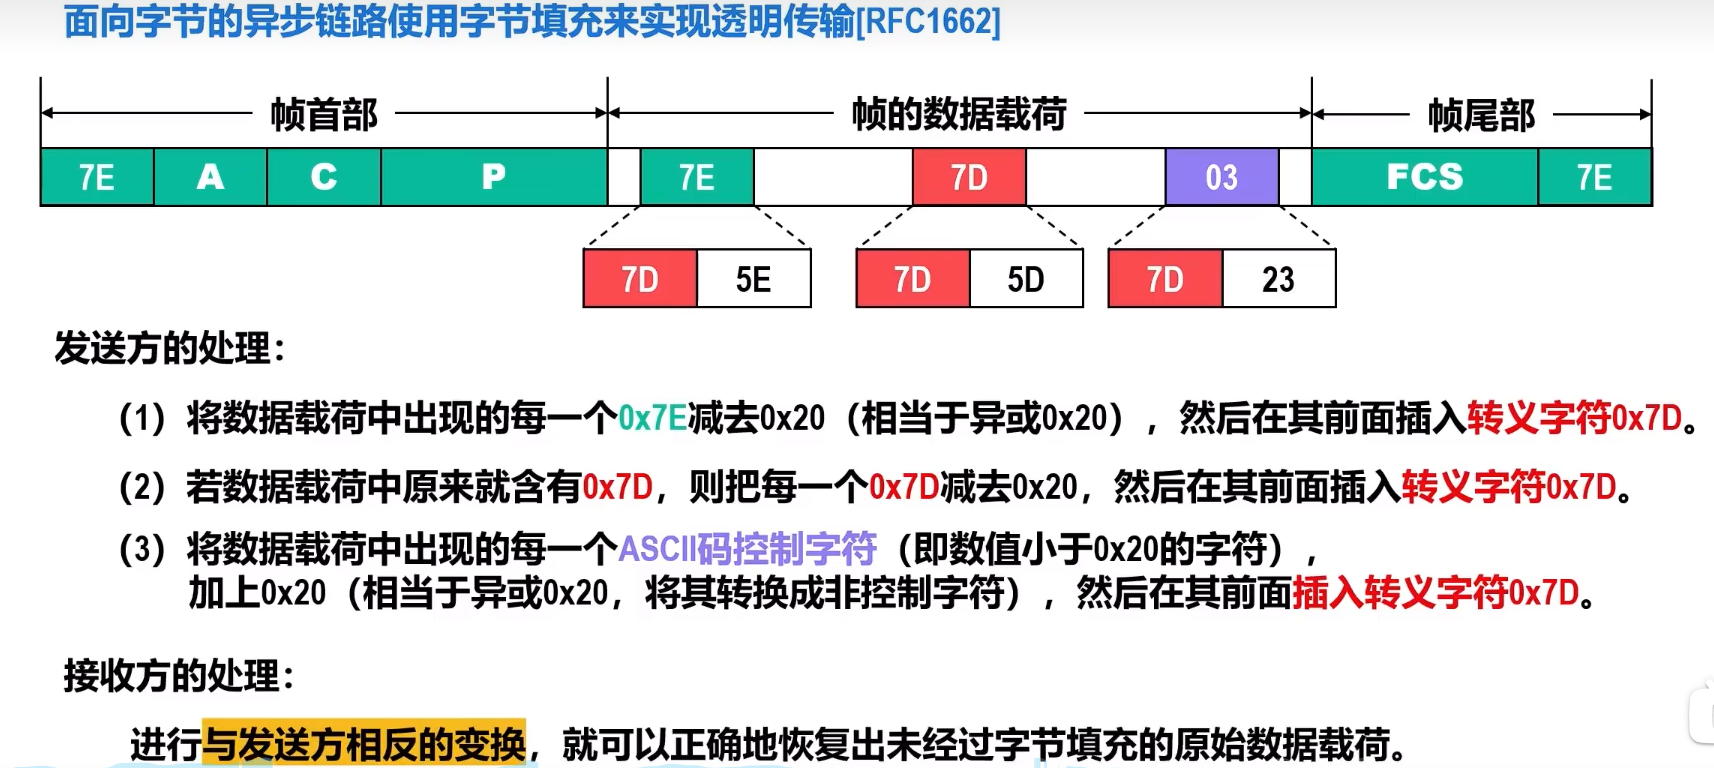 面向字节的异步链路使用字节填充来实现透明传输[RFC1662]
帧首部 帧的数据载荷 帧尾部
7E A C P 7E 7D 03 FCS 7E
7D 5E 7D 5D 7D 23
发送方的处理：
（1）将数据载荷中出现的每一个0x7E减去0x20（相当于异或0x20），然后在其前面插入转义字符0x7D。
（2）若数据载荷中原来就含有0x7D，则把每一个0x7D减去0x20，然后在其前面插入转义字符0x7D。
（3）将数据载荷中出现的每一个ASCII码控制字符（即数值小于0x20的字符），
加上0x20（相当于异或0x20，将其转换成非控制字符），然后在其前面插入转义字符0x7D。
接收方的处理：
进行与发送方相反的变换，就可以正确地恢复出未经过字节填充的原始数据载荷。